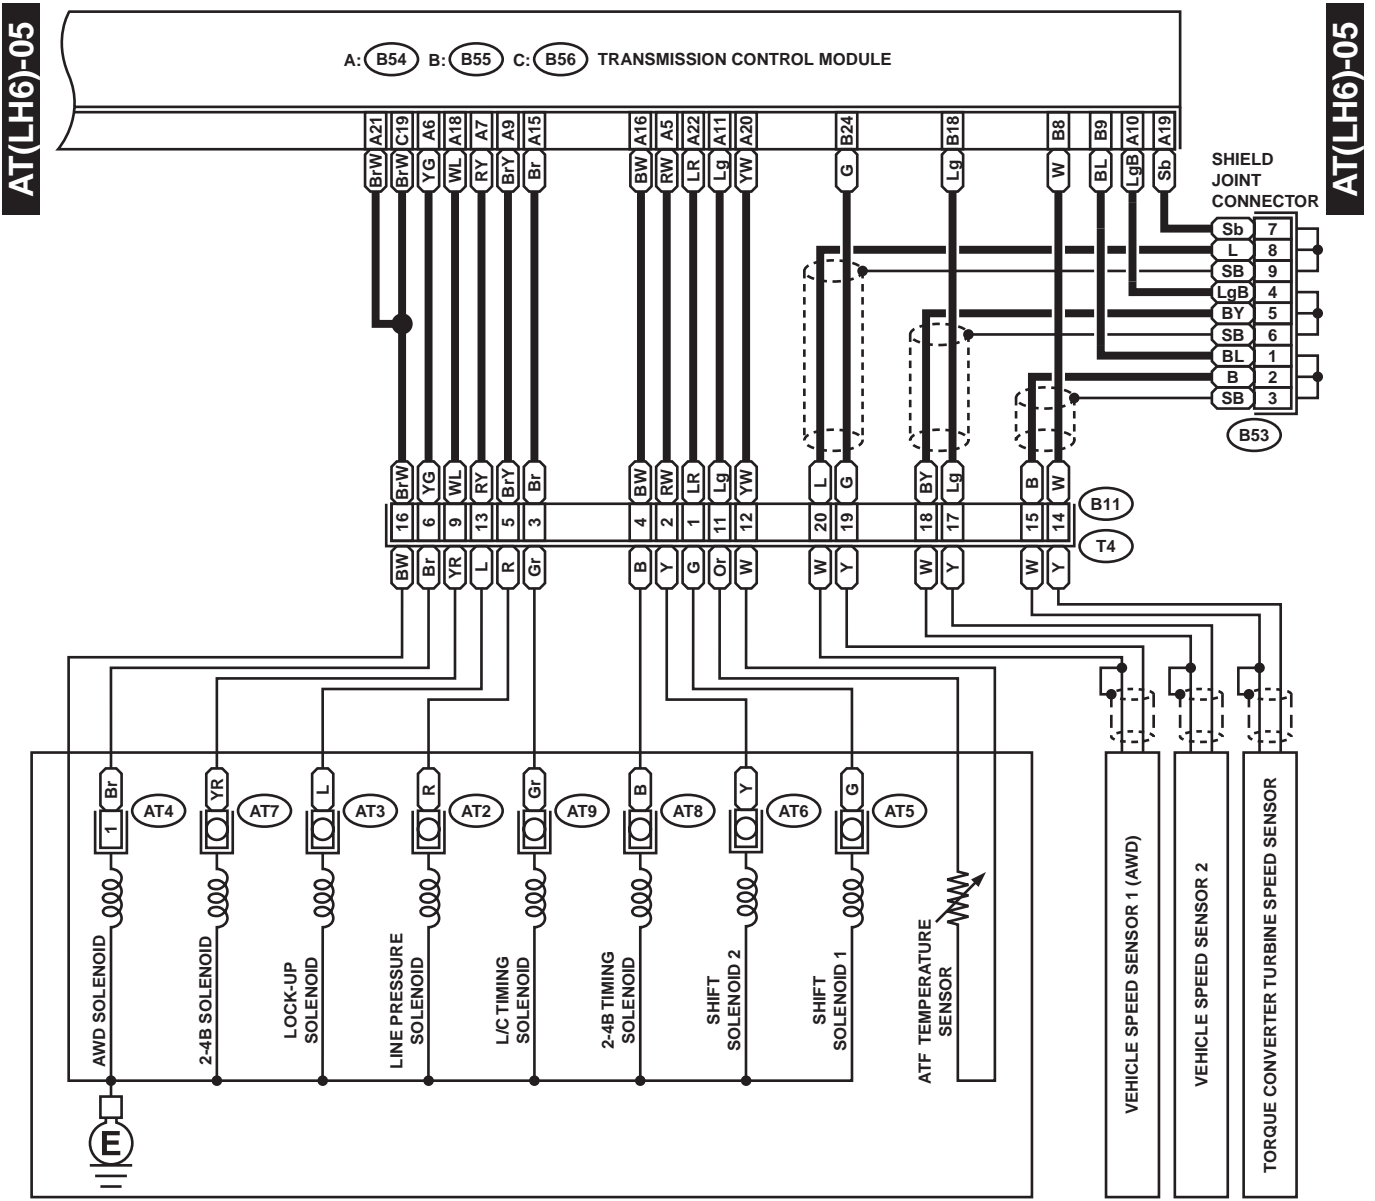 AT(LH6)-05
AT(LH6)-05
A: B54 B: B55 C: B56 TRANSMISSION CONTROL MODULE
A21 C19 A6 A18 A7 A9 A15 A16 A5 A22 A11 A20 B24 B18 B8 B9 A10 A19
BrW BrW YG WL RY BrY Br BW RW LR Lg YW G Lg W BL LgB Sb
SHIELD
JOINT
CONNECTOR
Sb 7
L 8
SB 9
LgB 4
BY 5
SB 6
BL 1
B 2
SB 3
B53
BrW YG WL RY BrY Br BW RW LR Lg YW L G BY Lg B W
B11
16 6 9 13 5 3 4 2 1 11 12 20 19 18 17 15 14
T4
BW Br YR L R Gr B Y G Or W W Y W Y W Y
Br YR L R Gr B Y G
1
AT4 AT7 AT3 AT2 AT9 AT8 AT6 AT5
AWD SOLENOID
2-4B SOLENOID
LOCK-UP
SOLENOID
LINE PRESSURE
SOLENOID
L/C TIMING
SOLENOID
2-4B TIMING
SOLENOID
SHIFT
SOLENOID 2
SHIFT
SOLENOID 1
ATF TEMPERATURE
SENSOR
VEHICLE SPEED SENSOR 1 (AWD)
VEHICLE SPEED SENSOR 2
TORQUE CONVERTER TURBINE SPEED SENSOR
E